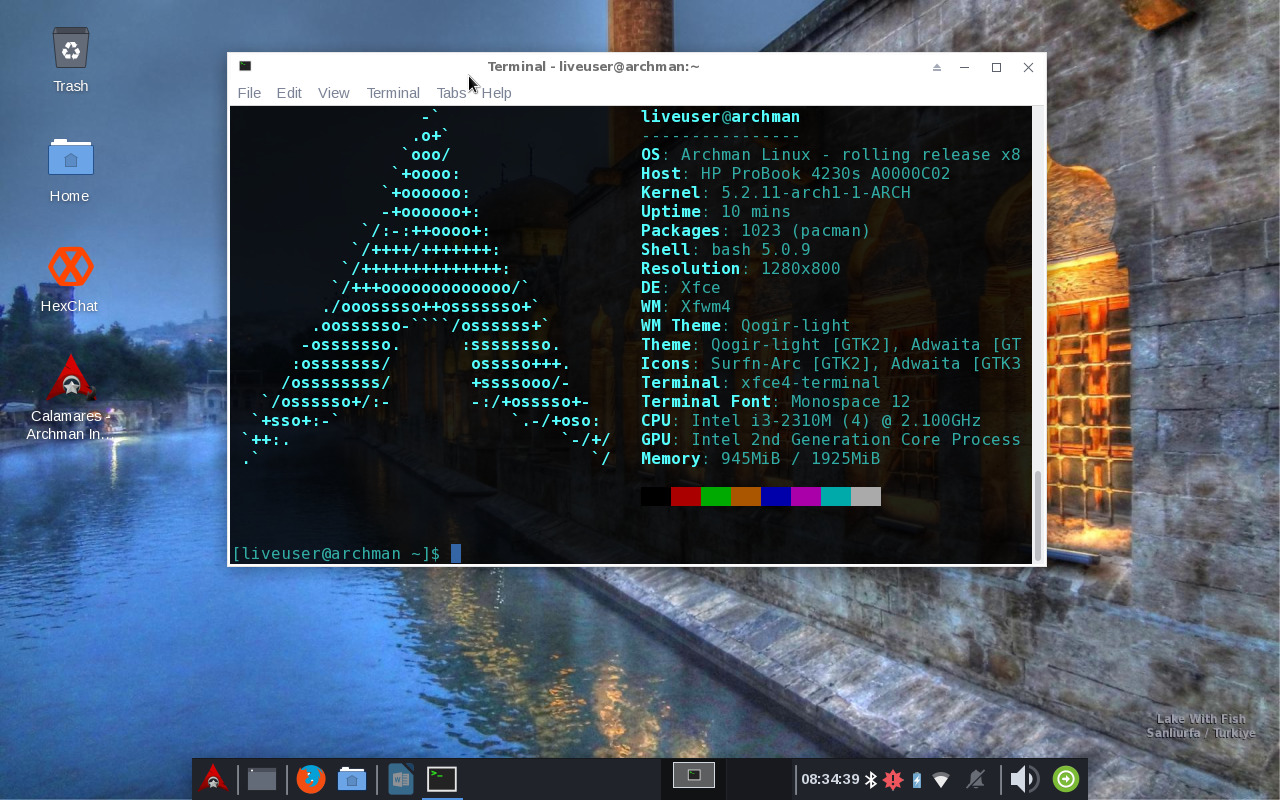 Trash
Home
HexChat
Calamares -
Archman In...
Terminal - liveuser@archman:~
File Edit View Terminal Tabs Help
liveuser@archman
----------------
OS: Archman Linux - rolling release x8
Host: HP ProBook 4230s A0000C02
Kernel: 5.2.11-arch1-1-ARCH
Uptime: 10 mins
Packages: 1023 (pacman)
Shell: bash 5.0.9
Resolution: 1280x800
DE: Xfce
WM: Xfwm4
WM Theme: Qogir-light
Theme: Qogir-light [GTK2], Adwaita [GT
Icons: Surfn-Arc [GTK2], Adwaita [GTK3
Terminal: xfce4-terminal
Terminal Font: Monospace 12
CPU: Intel i3-2310M (4) @ 2.100GHz
GPU: Intel 2nd Generation Core Process
Memory: 945MiB / 1925MiB
[liveuser@archman ~]$
Lake With Fish
Sanliurfa / Turkiye
08:34:39